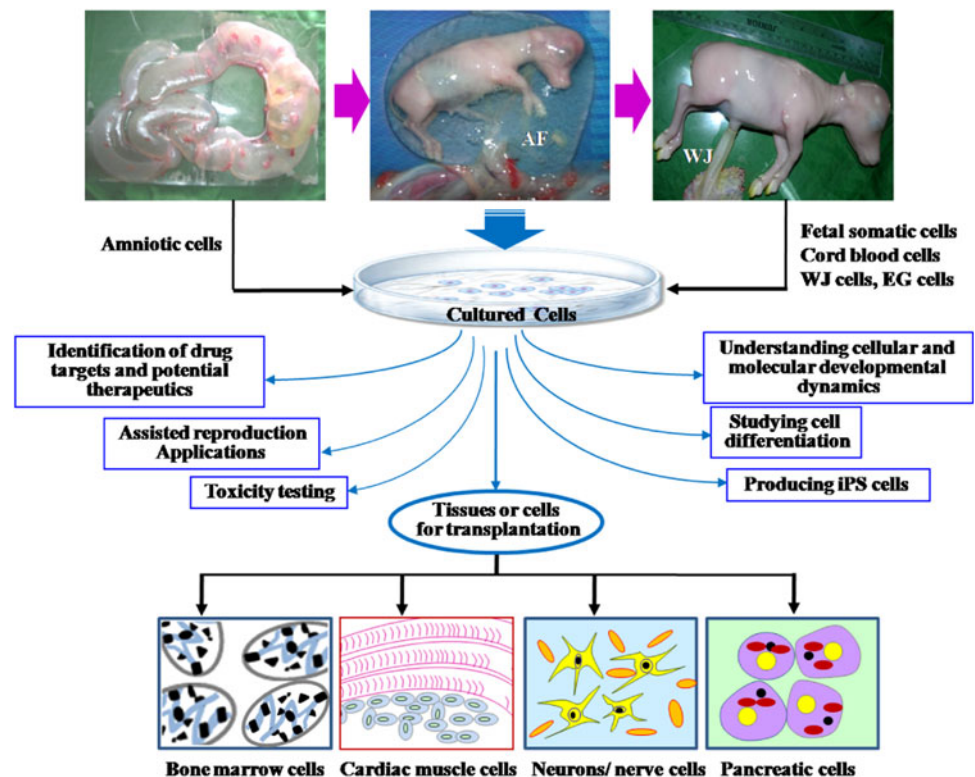 AF
WJ
Amniotic cells
Fetal somatic cells
Cord blood cells
WJ cells, EG cells
Cultured Cells
Identification of drug
targets and potential
therapeutics
Understanding cellular and
molecular developmental
dynamics
Assisted reproduction
Applications
Studying cell
differentiation
Toxicity testing
Producing iPS cells
Tissues or cells
for transplantation
Bone marrow cells
Cardiac muscle cells
Neurons/ nerve cells
Pancreatic cells